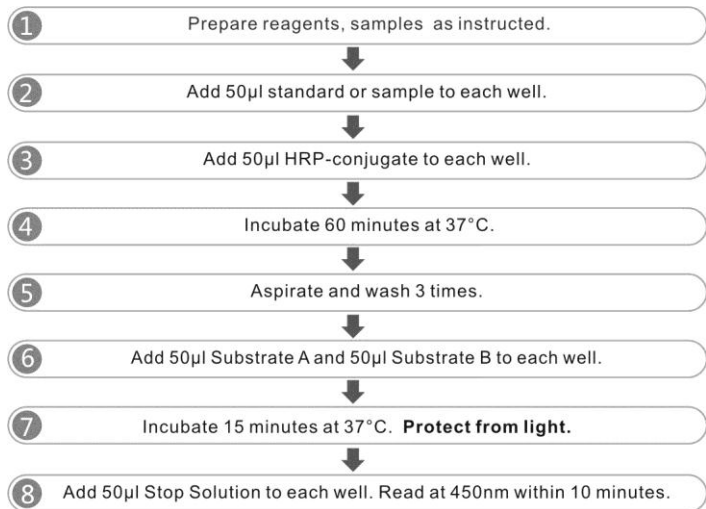 1 Prepare reagents, samples as instructed.
2 Add 50µl standard or sample to each well.
3 Add 50µl HRP-conjugate to each well.
4 Incubate 60 minutes at 37°C.
5 Aspirate and wash 3 times.
6 Add 50µl Substrate A and 50µl Substrate B to each well.
7 Incubate 15 minutes at 37°C. Protect from light.
8 Add 50µl Stop Solution to each well. Read at 450nm within 10 minutes.